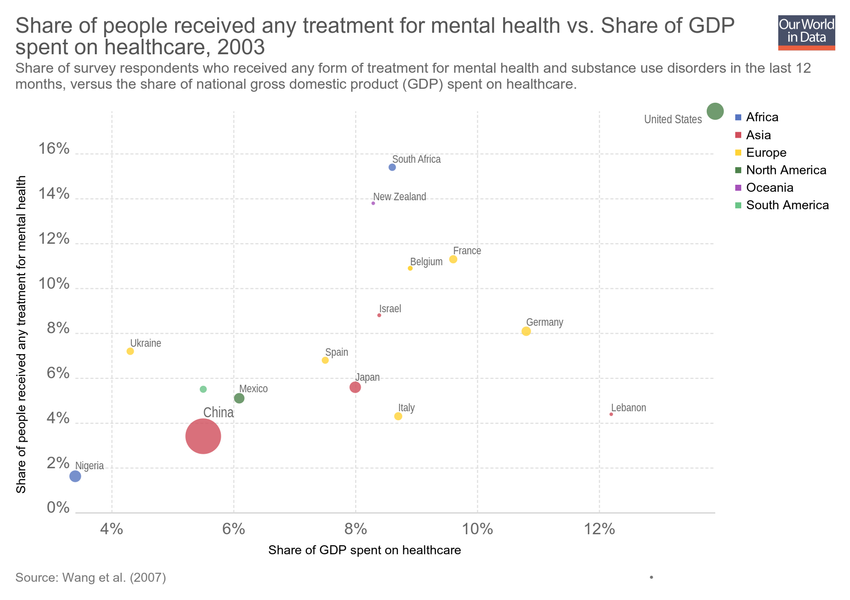 Share of people received any treatment for mental health vs. Share of GDP
spent on healthcare, 2003
Our World
in Data
Share of survey respondents who received any form of treatment for mental health and substance use disorders in the last 12
months, versus the share of national gross domestic product (GDP) spent on healthcare.
United States
Africa
Asia
Europe
North America
Oceania
South America
16%
14%
12%
10%
8%
6%
4%
2%
0%
Share of people received any treatment for mental health
South Africa
New Zealand
France
Belgium
Israel
Germany
Ukraine
Spain
Japan
Mexico
China
Italy
Lebanon
Nigeria
4%
6%
8%
10%
12%
Share of GDP spent on healthcare
Source: Wang et al. (2007)